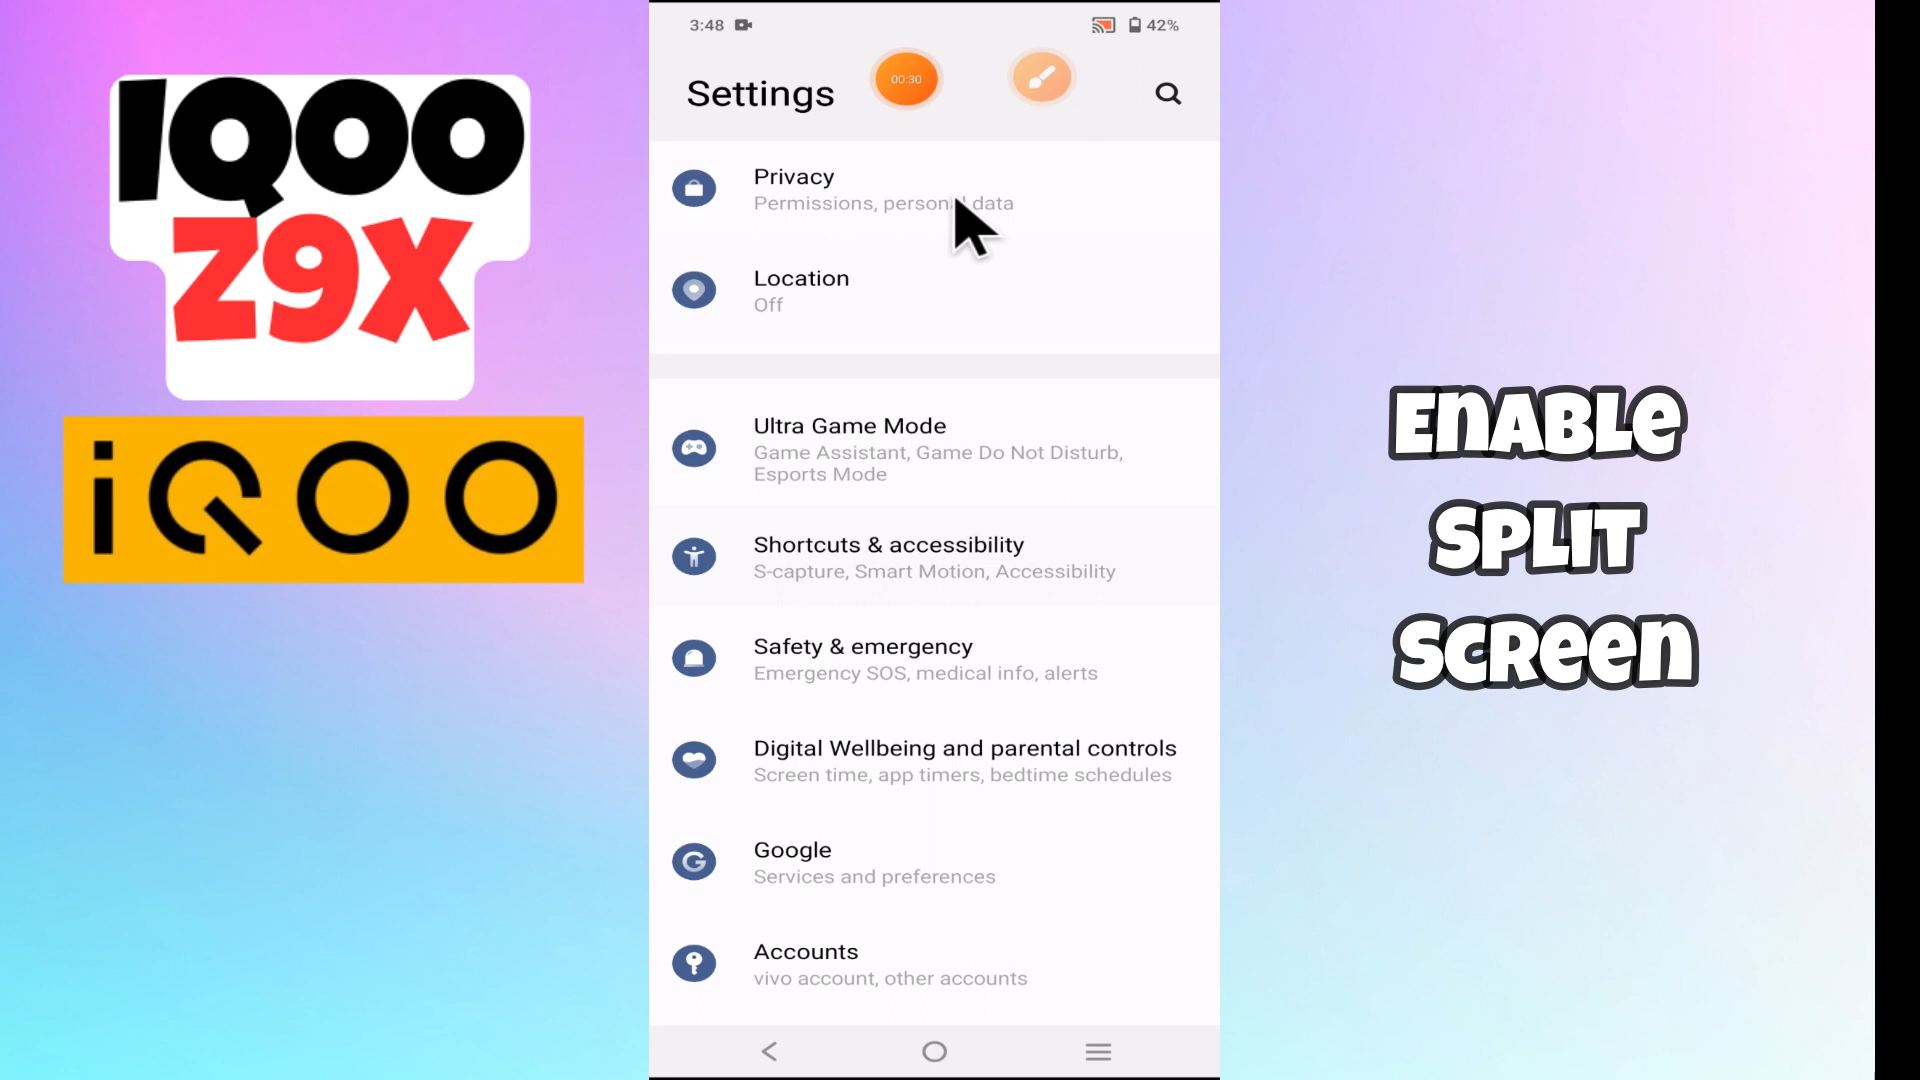 IQOO
Z9X
iQOO
3:48
42%
Settings
00:30
Privacy
Permissions, personal data
Location
Off
Ultra Game Mode
Game Assistant, Game Do Not Disturb,
Esports Mode
Shortcuts & accessibility
S-capture, Smart Motion, Accessibility
Safety & emergency
Emergency SOS, medical info, alerts
Digital Wellbeing and parental controls
Screen time, app timers, bedtime schedules
Google
Services and preferences
Accounts
vivo account, other accounts
Enable
Split
Screen